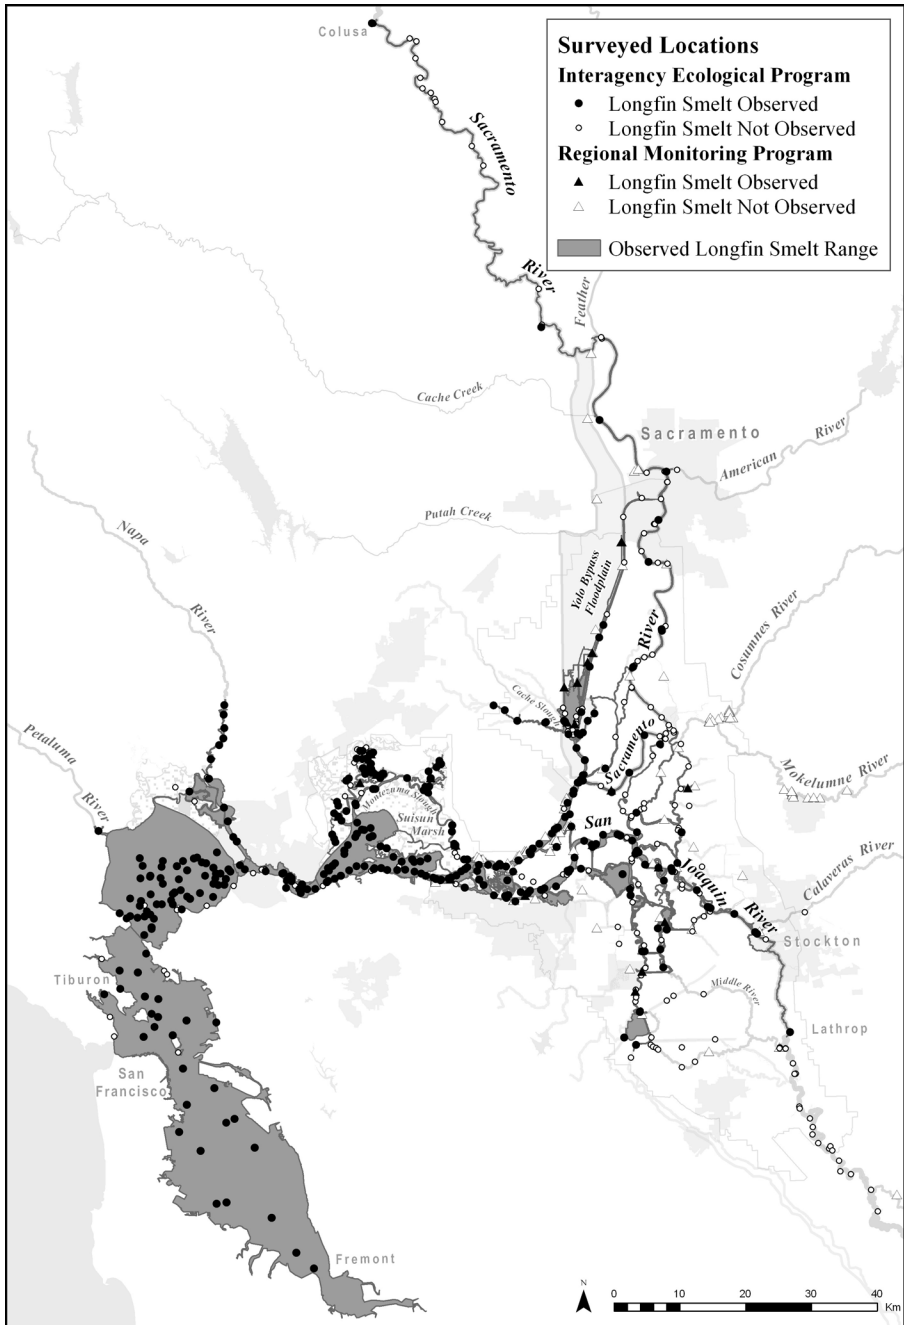 Colusa
Surveyed Locations
Interagency Ecological Program
Longfin Smelt Observed
Longfin Smelt Not Observed
Regional Monitoring Program
Longfin Smelt Observed
Longfin Smelt Not Observed
Observed Longfin Smelt Range
Sacramento
River
Feather
Cache Creek
Sacramento
American
River
Putah Creek
Napa
River
Yolo Bypass
Floodplain
River
Cosumnes River
Cache Slough
Sacramento
Petaluma
River
Mokelumne River
Montezuma Slough
Suisun
Marsh
San
Joaquin
River
Calaveras River
Stockton
Tiburon
Middle River
Lathrop
San
Francisco
Fremont
N
0 10 20 30 40
Km